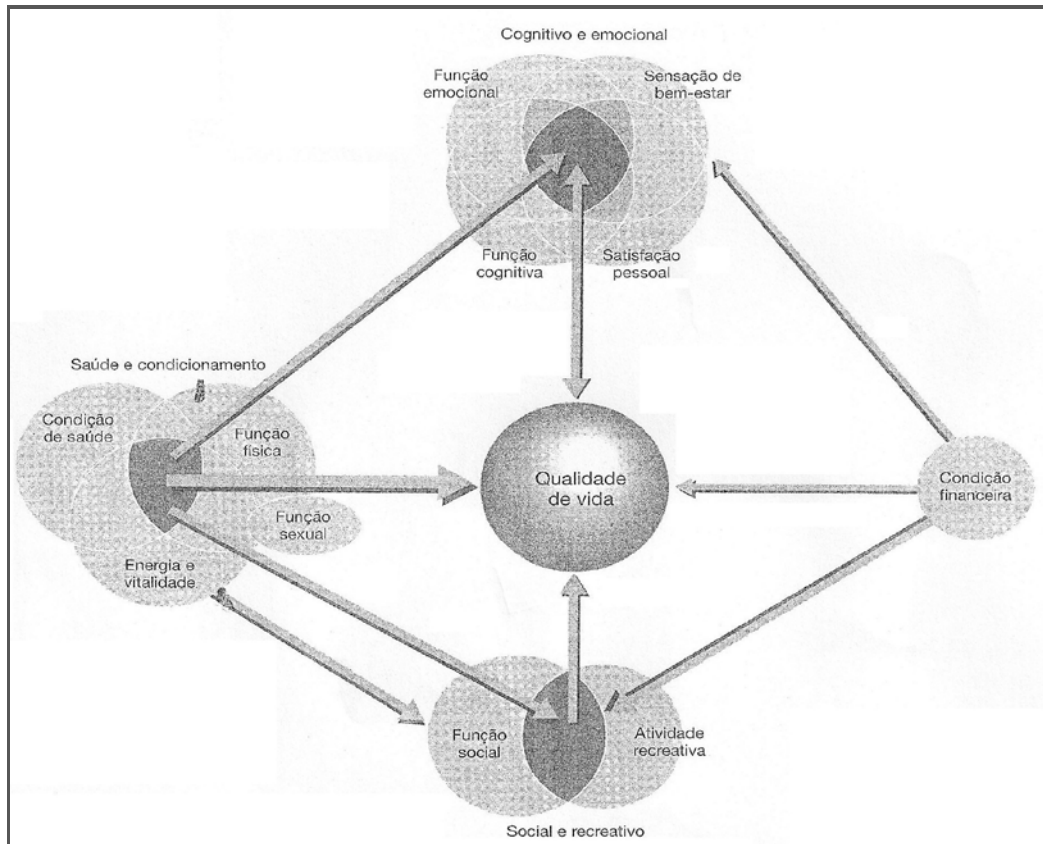 Cognitivo e emocional
Função
emocional
Sensação de
bem-estar
Função
cognitiva
Satisfação
pessoal
Saúde e condicionamento
Condição
de saúde
Função
física
Função
sexual
Energia e
vitalidade
Qualidade
de vida
Condição
financeira
Função
social
Atividade
recreativa
Social e recreativo